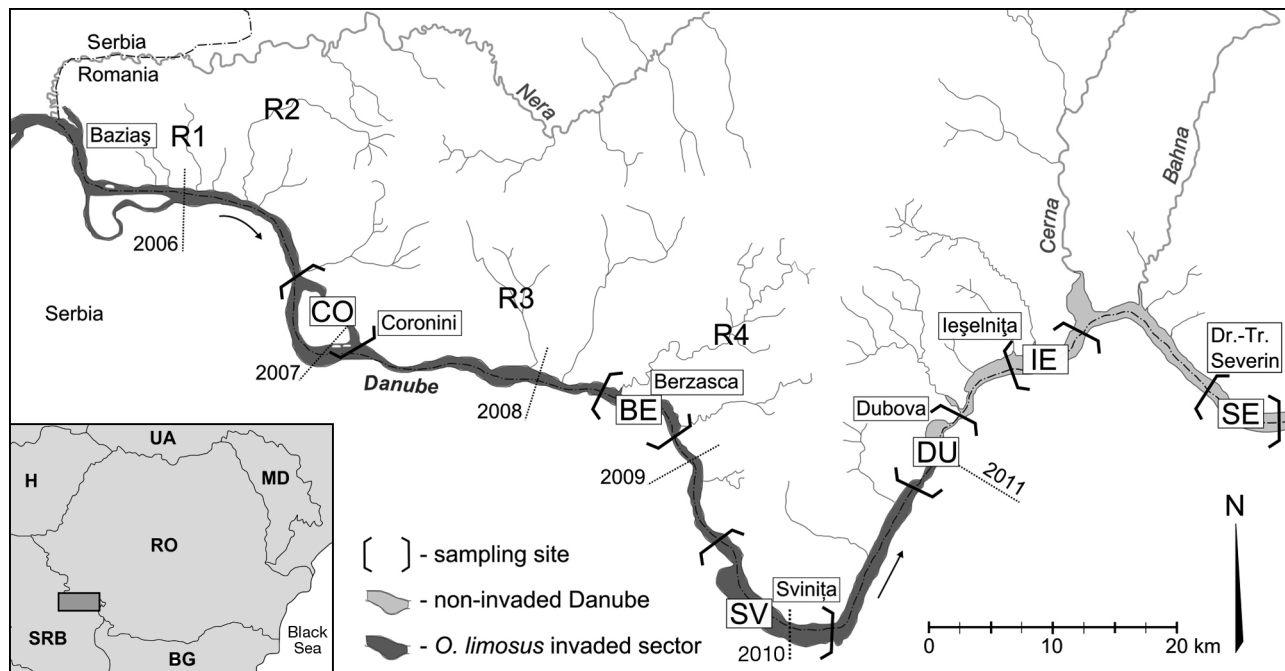 Serbia
Romania
Baziaş
R1
R2
Nera
Cerna
Bahna
2006
Serbia
CO
Coronini
R3
R4
2007
Danube
2008
BE
Berzasca
Ieşelniţa
IE
Dr.-Tr.
Severin
SE
Dubova
DU
2009
2011
SV
Sviniţa
2010
UA
H
MD
RO
SRB
BG
Black
Sea
[ ] - sampling site
- non-invaded Danube
- O. limosus invaded sector
N
0 10 20 km